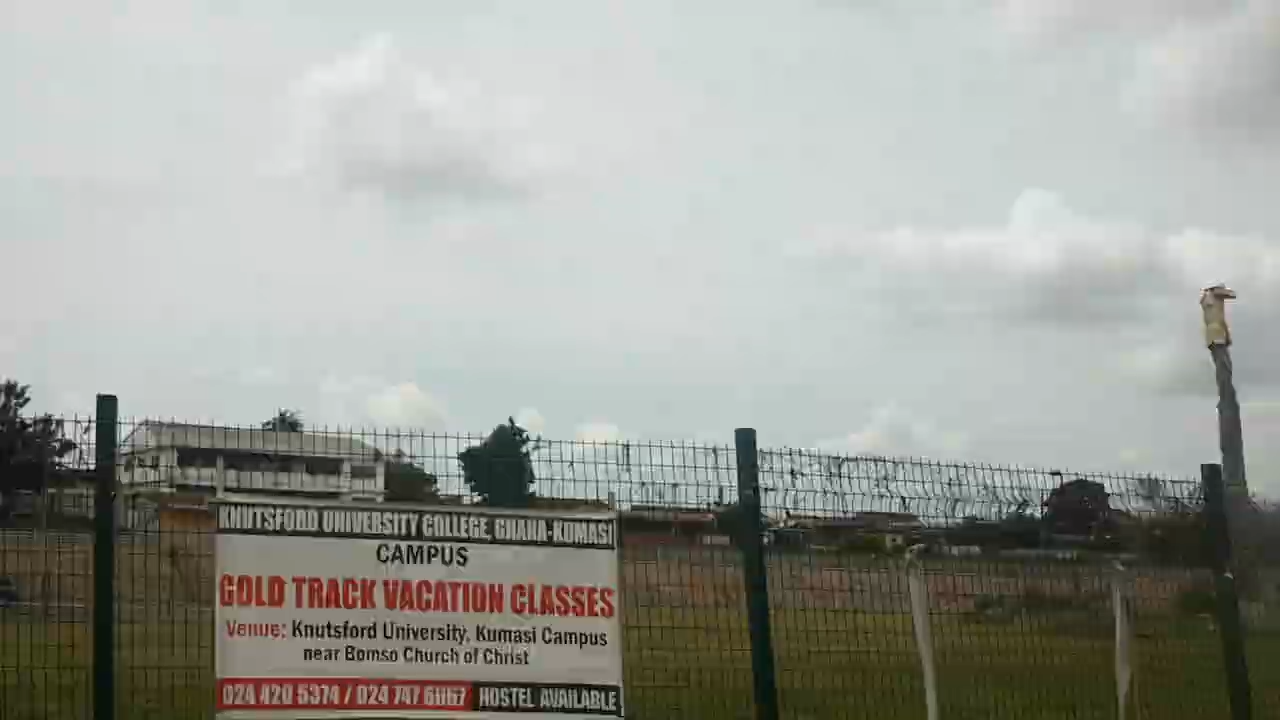 KNUTSFORD UNIVERSITY COLLEGE, GHANA-KUMASI
CAMPUS
GOLD TRACK VACATION CLASSES
Venue: Knutsford University, Kumasi Campus
near Bomso Church of Christ
024 420 5374 / 024 747 6667 HOSTEL AVAILABLE